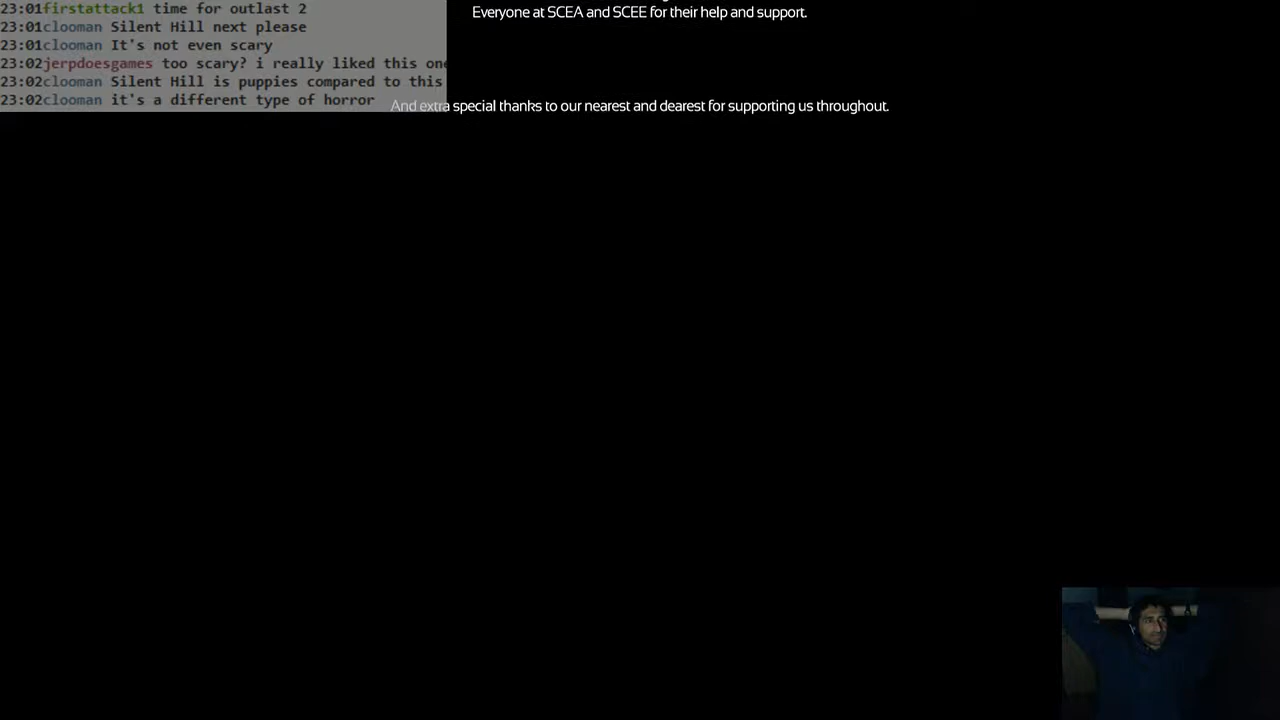 23:01firstattack1 time for outlast 2
23:01clooman Silent Hill next please
23:01clooman It's not even scary
23:02jerpdoesgames too scary? i really liked this one
23:02clooman Silent Hill is puppies compared to this
23:02clooman it's a different type of horror
Everyone at SCEA and SCEE for their help and support.
And extra special thanks to our nearest and dearest for supporting us throughout.